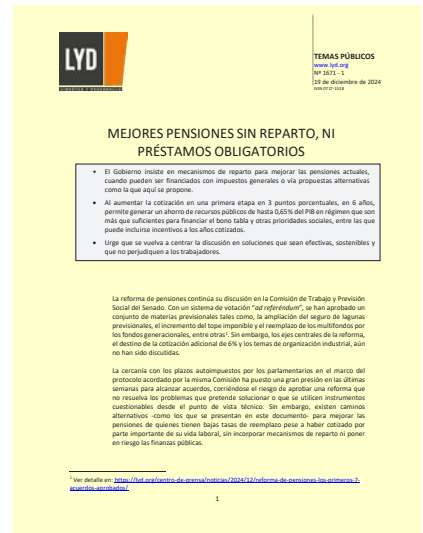 LYD
LIBERTAD Y DESARROLLO
TEMAS PÚBLICOS
www.lyd.org
Nº 1671 - 1
19 de diciembre de 2024
ISSN 0717-1528
MEJORES PENSIONES SIN REPARTO, NI
PRÉSTAMOS OBLIGATORIOS
• El Gobierno insiste en mecanismos de reparto para mejorar las pensiones actuales,
cuando pueden ser financiados con impuestos generales o vía propuestas alternativas
como la que aquí se propone.
• Al aumentar la cotización en una primera etapa en 3 puntos porcentuales, en 6 años,
permite generar un ahorro de recursos públicos de hasta 0,65% del PIB en régimen que son
más que suficientes para financiar el bono tabla y otras prioridades sociales, entre las que
puede incluirse incentivos a los años cotizados.
• Urge que se vuelva a centrar la discusión en soluciones que sean efectivas, sostenibles y
que no perjudiquen a los trabajadores.
La reforma de pensiones continúa su discusión en la Comisión de Trabajo y Previsión
Social del Senado. Con un sistema de votación "ad referéndum", se han aprobado un
conjunto de materias previsionales tales como, la ampliación del seguro de lagunas
previsionales, el incremento del tope imponible y el reemplazo de los multifondos por
los fondos generacionales, entre otras¹. Sin embargo, los ejes centrales de la reforma,
el destino de la cotización adicional de 6% y los temas de organización industrial, aún
no han sido discutidas.
La cercanía con los plazos autoimpuestos por los parlamentarios en el marco del
protocolo acordado por la misma Comisión ha puesto una gran presión en las últimas
semanas para alcanzar acuerdos, corriéndose el riesgo de aprobar una reforma que
no resuelva los problemas que pretende solucionar o que se utilicen instrumentos
cuestionables desde el punto de vista técnico. Sin embargo, existen caminos
alternativos -como los que se presentan en este documento- para mejorar las
pensiones de quienes tienen bajas tasas de reemplazo pese a haber cotizado por
parte importante de su vida laboral, sin incorporar mecanismos de reparto ni poner
en riesgo las finanzas públicas.
¹ Ver detalle en: https://lyd.org/centro-de-prensa/noticias/2024/12/reforma-de-pensiones-los-primeros-7-
acuerdos-aprobados/
1